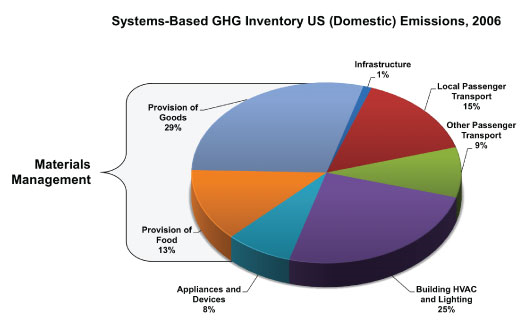 Systems-Based GHG Inventory US (Domestic) Emissions, 2006
Infrastructure
1%
Local Passenger
Transport
15%
Other Passenger
Transport
9%
Building HVAC
and Lighting
25%
Appliances and
Devices
8%
Provision of
Food
13%
Provision of
Goods
29%
Materials
Management